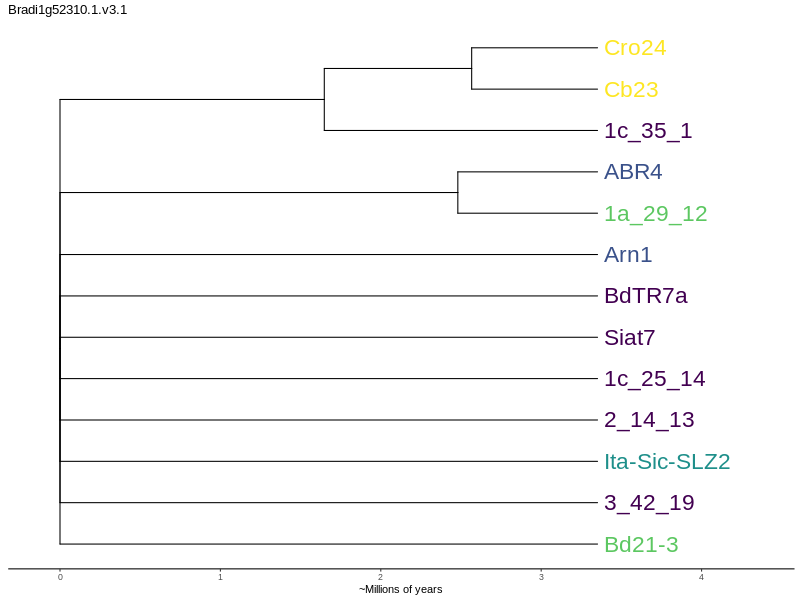 Bradi1g52310.1.v3.1
Cro24
Cb23
1c_35_1
ABR4
1a_29_12
Arn1
BdTR7a
Siat7
1c_25_14
2_14_13
Ita-Sic-SLZ2
3_42_19
Bd21-3
0 1 2 3 4
~Millions of years